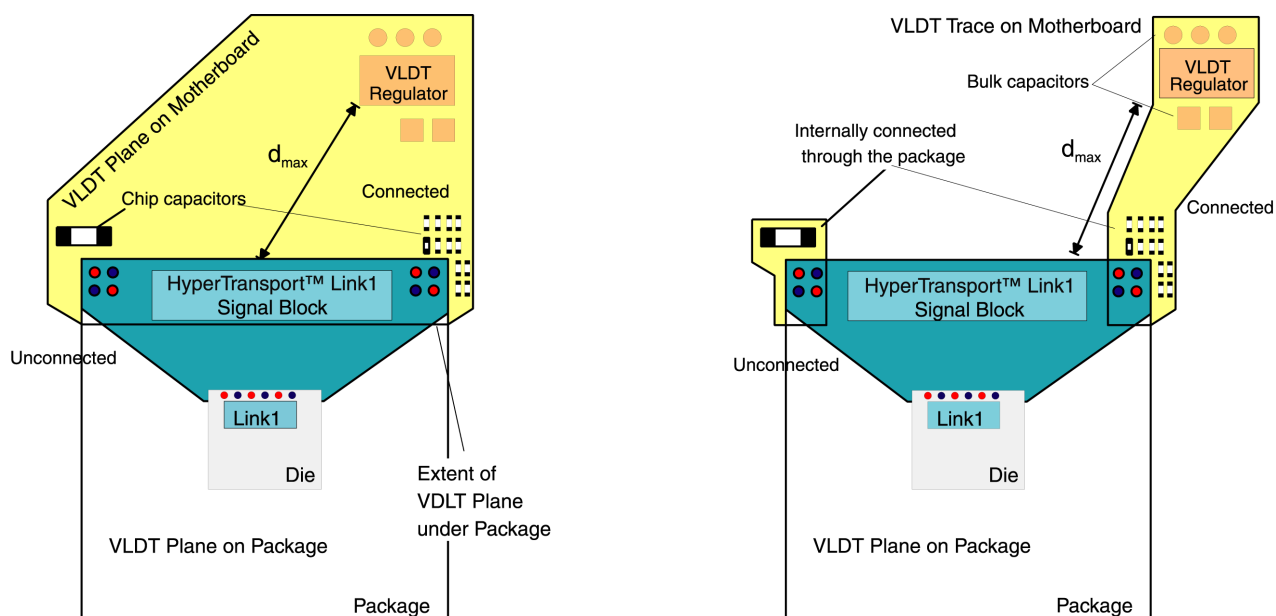 VLDT Plane on Motherboard
VLDT
Regulator
dmax
Chip capacitors
Connected
HyperTransport™ Link1
Signal Block
Unconnected
Link1
Die
Extent of
VDLT Plane
under Package
VLDT Plane on Package
Package
VLDT Trace on Motherboard
VLDT
Regulator
Bulk capacitors
Internally connected
through the package
dmax
Connected
HyperTransport™ Link1
Signal Block
Unconnected
Link1
Die
VLDT Plane on Package
Package